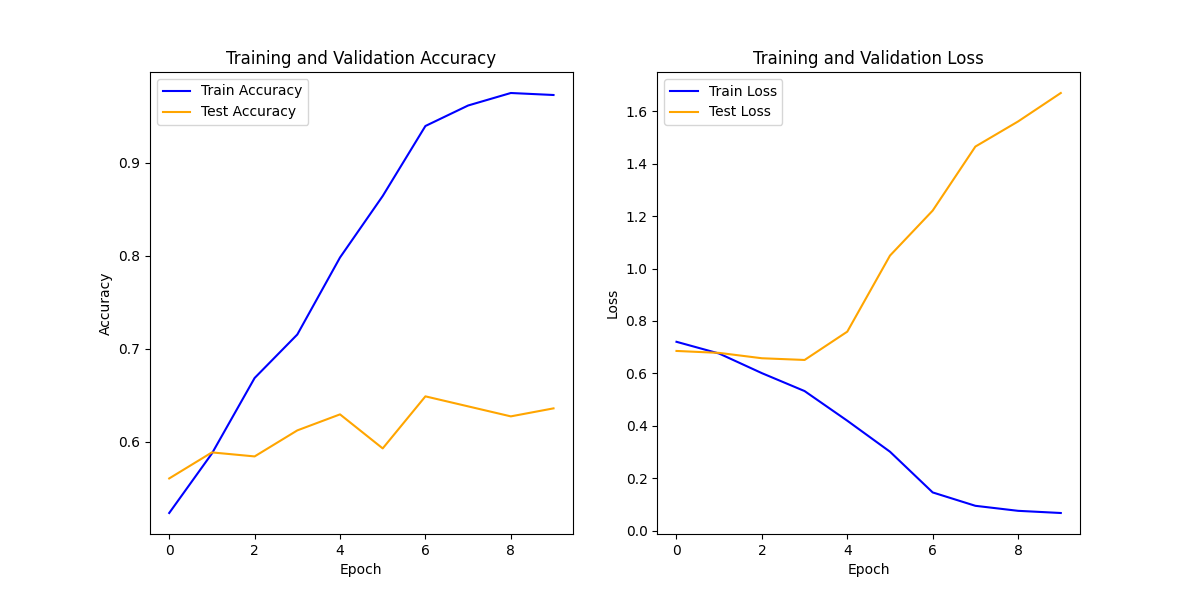 Training and Validation Accuracy
Train Accuracy
Test Accuracy
0.9
0.8
0.7
0.6
Accuracy
0 2 4 6 8
Epoch
Training and Validation Loss
Train Loss
Test Loss
1.6
1.4
1.2
1.0
0.8
0.6
0.4
0.2
0.0
Loss
0 2 4 6 8
Epoch